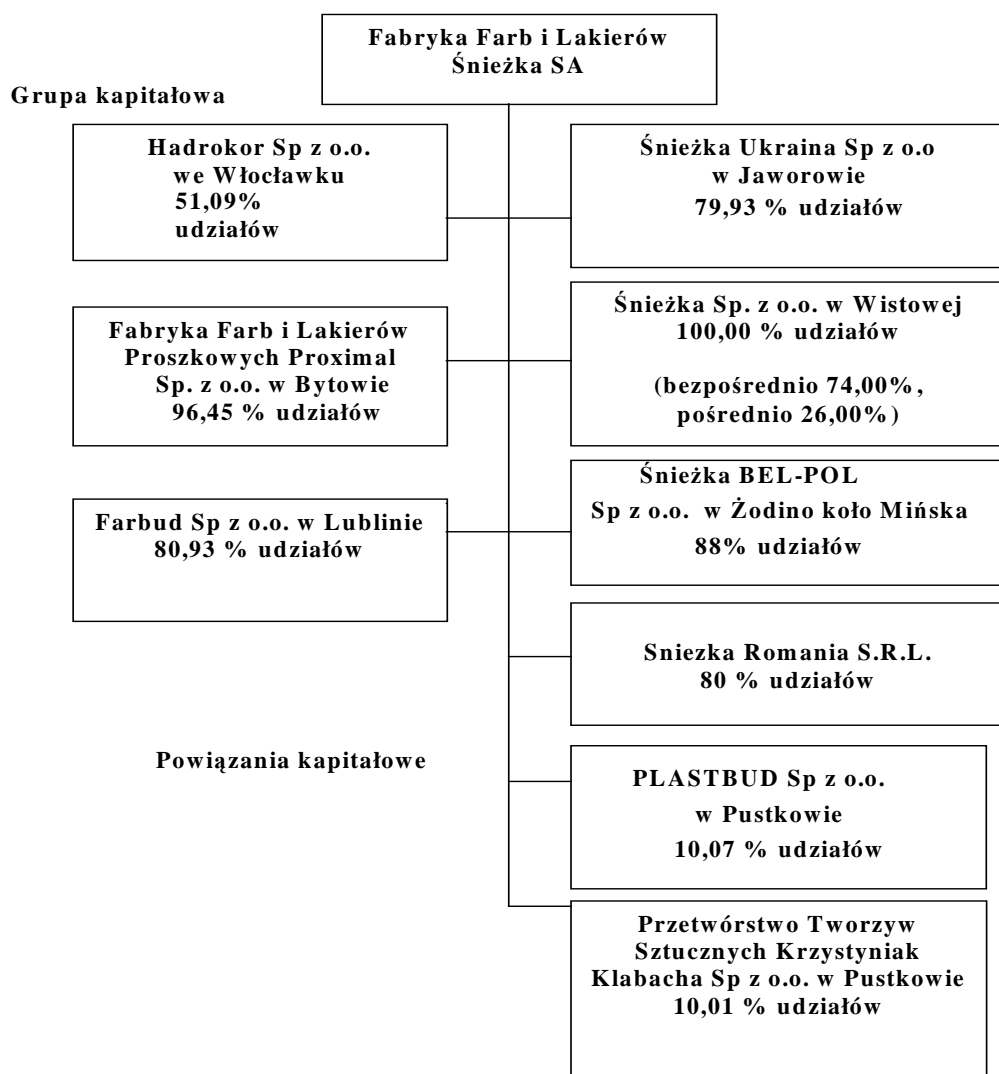 Fabryka Farb i Lakierów
Śnieżka SA
Grupa kapitałowa
Hadrokor Sp z o.o.
we Włocławku
51,09%
udziałów
Śnieżka Ukraina Sp z o.o
w Jaworowie
79,93 % udziałów
Fabryka Farb i Lakierów
Proszkowych Proximal
Sp. z o.o. w Bytowie
96,45 % udziałów
Śnieżka Sp. z o.o. w Wistowej
100,00 % udziałów
(bezpośrednio 74,00%,
pośrednio 26,00%)
Farbud Sp z o.o. w Lublinie
80,93 % udziałów
Śnieżka BEL-POL
Sp z o.o. w Żodino koło Mińska
88% udziałów
Sniezka Romania S.R.L.
80 % udziałów
Powiązania kapitałowe
PLASTBUD Sp z o.o.
w Pustkowie
10,07 % udziałów
Przetwórstwo Tworzyw
Sztucznych Krzystyniak
Klabacha Sp z o.o. w Pustkowie
10,01 % udziałów